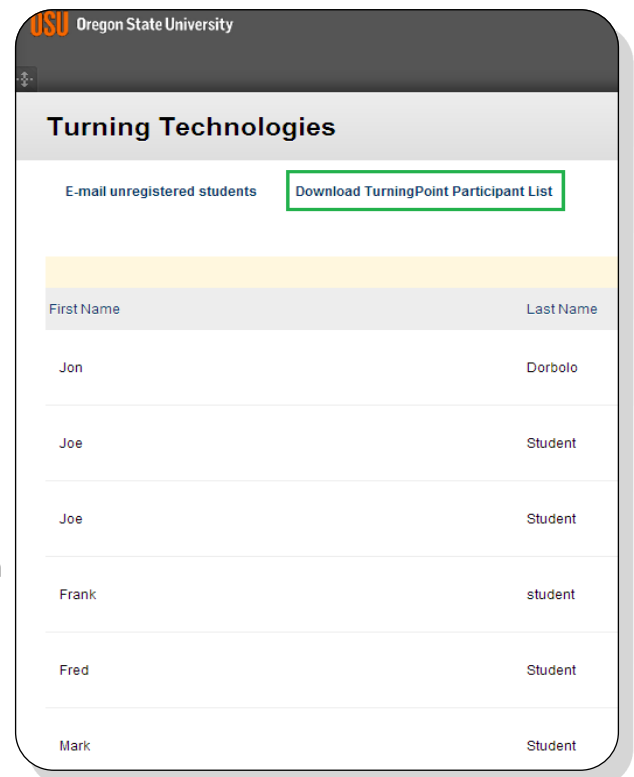 OSU Oregon State University
Turning Technologies
E-mail unregistered students Download TurningPoint Participant List
First Name Last Name
Jon Dorbolo
Joe Student
Joe Student
Frank student
Fred Student
Mark Student